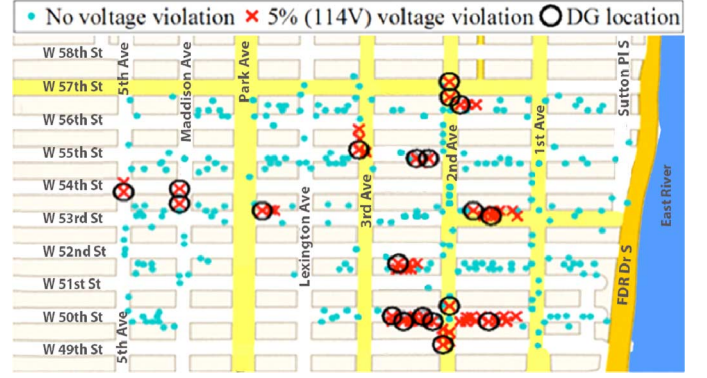 No voltage violation × 5% (114V) voltage violation DG location
W 58th St
W 57th St
W 56th St
W 55th St
W 54th St
W 53rd St
W 52nd St
W 51st St
W 50th St
W 49th St
5th Ave
Maddison Ave
Park Ave
Lexington Ave
3rd Ave
2nd Ave
1st Ave
Sutton Pl S
FDR Dr S
East River
5th Ave